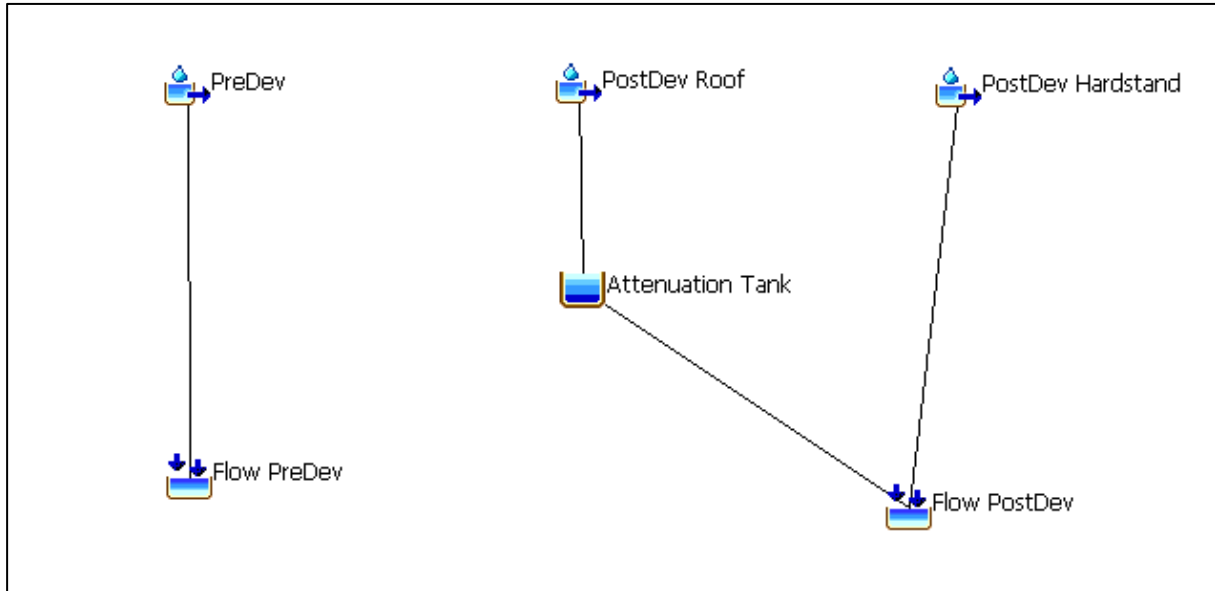 PreDev
PostDev Roof
PostDev Hardstand
Attenuation Tank
Flow PreDev
Flow PostDev